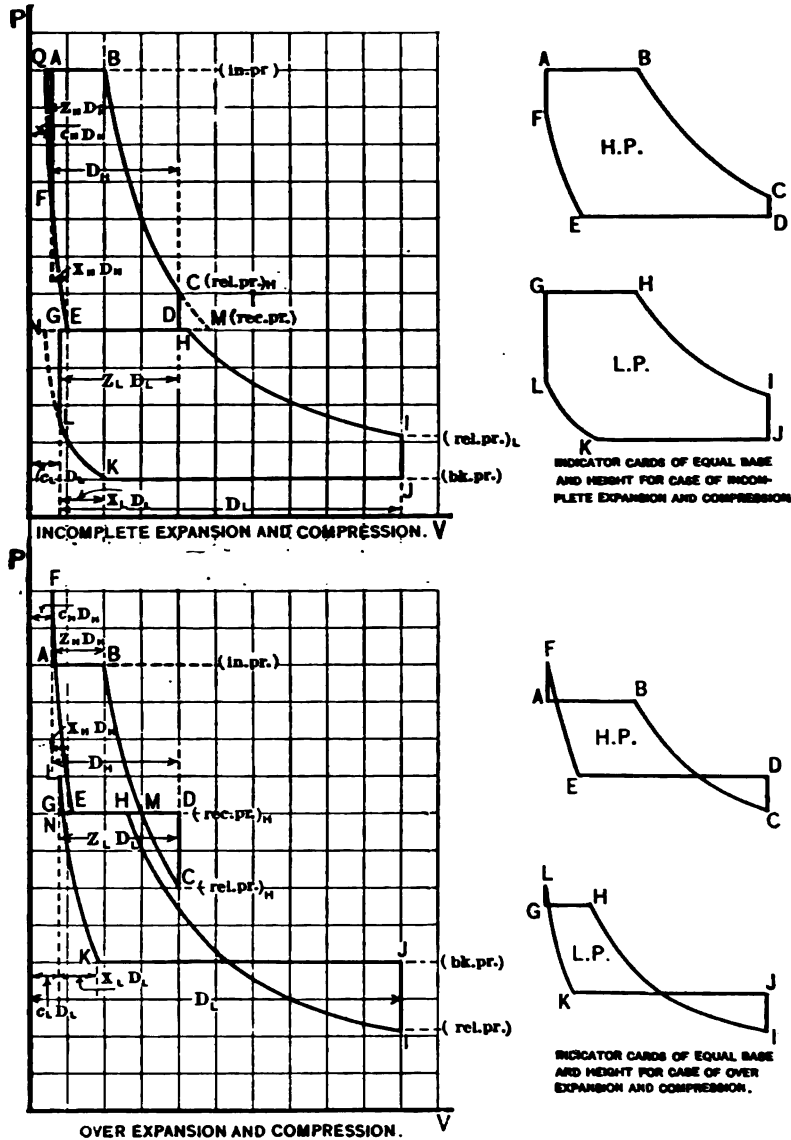 P
Q A B (in.pr)
Z_H D_H
c_H D_H
D_H
F
X_H D_H
C (rel.pr.)_H
N G E D M (rec.pr.)
H
Z_L D_L
L
I (rel.pr.)_L
K (bk.pr.)
c_L D_L
X_L D_L D_L J
INCOMPLETE EXPANSION AND COMPRESSION. V
A B
F
H.P.
C
E D
G H
L.P.
L
I
K J
INDICATOR CARDS OF EQUAL BASE
AND HEIGHT FOR CASE OF INCOM-
PLETE EXPANSION AND COMPRESSION
P
F
c_H D_H
Z_H D_H
A B (in.pr.)
X_H D_H
D_H
L
G E H M D (rec.pr.)_H
N
Z_L D_L
C (rel.pr.)_H
K J (bk.pr.)
X_L D_L
c_L D_L D_L
I (rel.pr.)
OVER EXPANSION AND COMPRESSION. V
F
A B
H.P.
E D
C
L
G H
L.P.
K J
I
INDICATOR CARDS OF EQUAL BASE
ARD HEIGHT FOR CASE OF OVER
EXPANSION AND COMPRESSION.